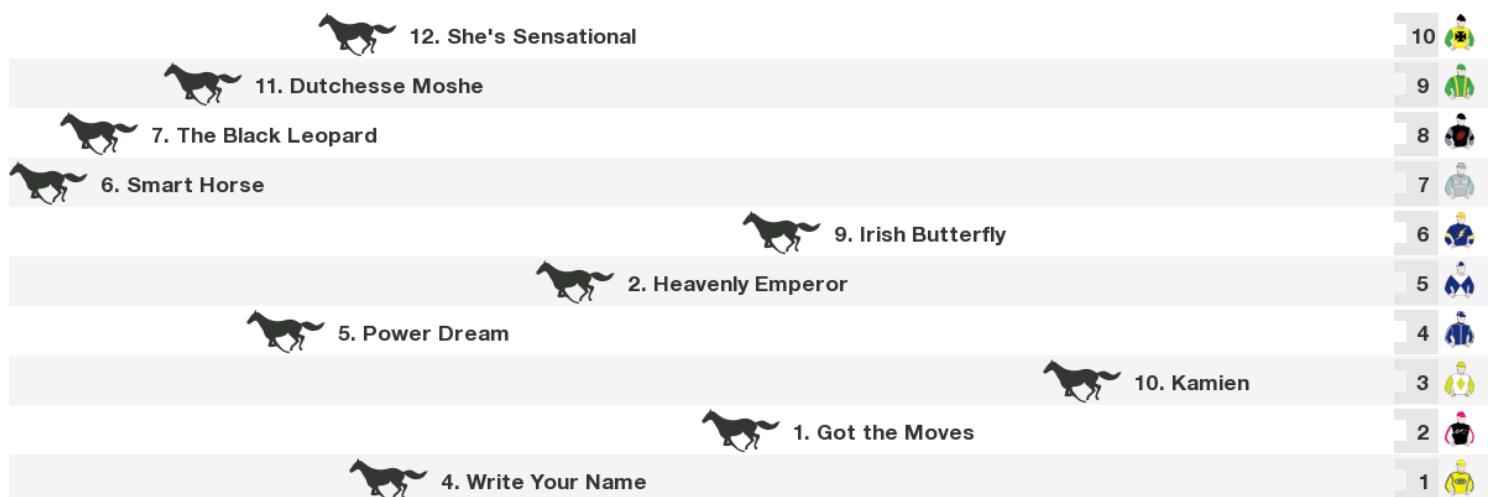 12. She's Sensational 10
11. Dutchesse Moshe 9
7. The Black Leopard 8
6. Smart Horse 7
9. Irish Butterfly 6
2. Heavenly Emperor 5
5. Power Dream 4
10. Kamien 3
1. Got the Moves 2
4. Write Your Name 1